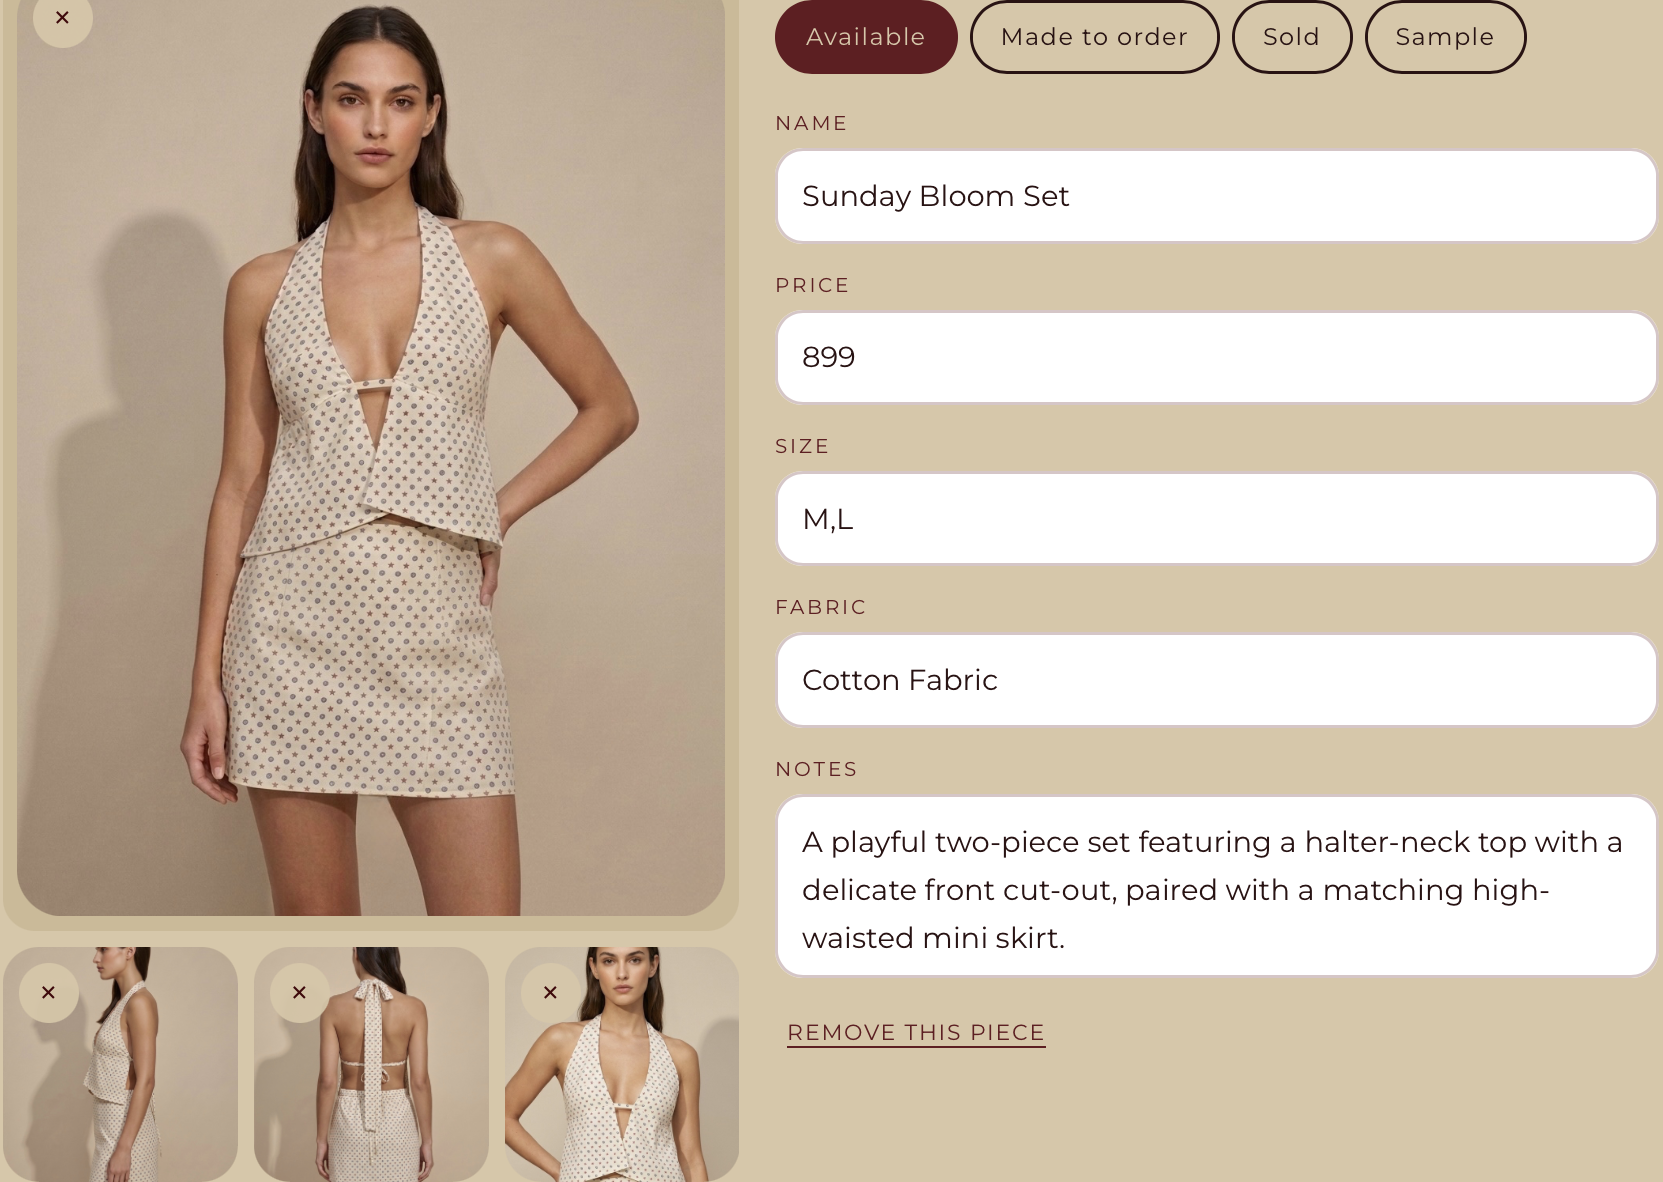 Available
Made to order
Sold
Sample
NAME
Sunday Bloom Set
PRICE
899
SIZE
M,L
FABRIC
Cotton Fabric
NOTES
A playful two-piece set featuring a halter-neck top with a
delicate front cut-out, paired with a matching high-
waisted mini skirt.
REMOVE THIS PIECE